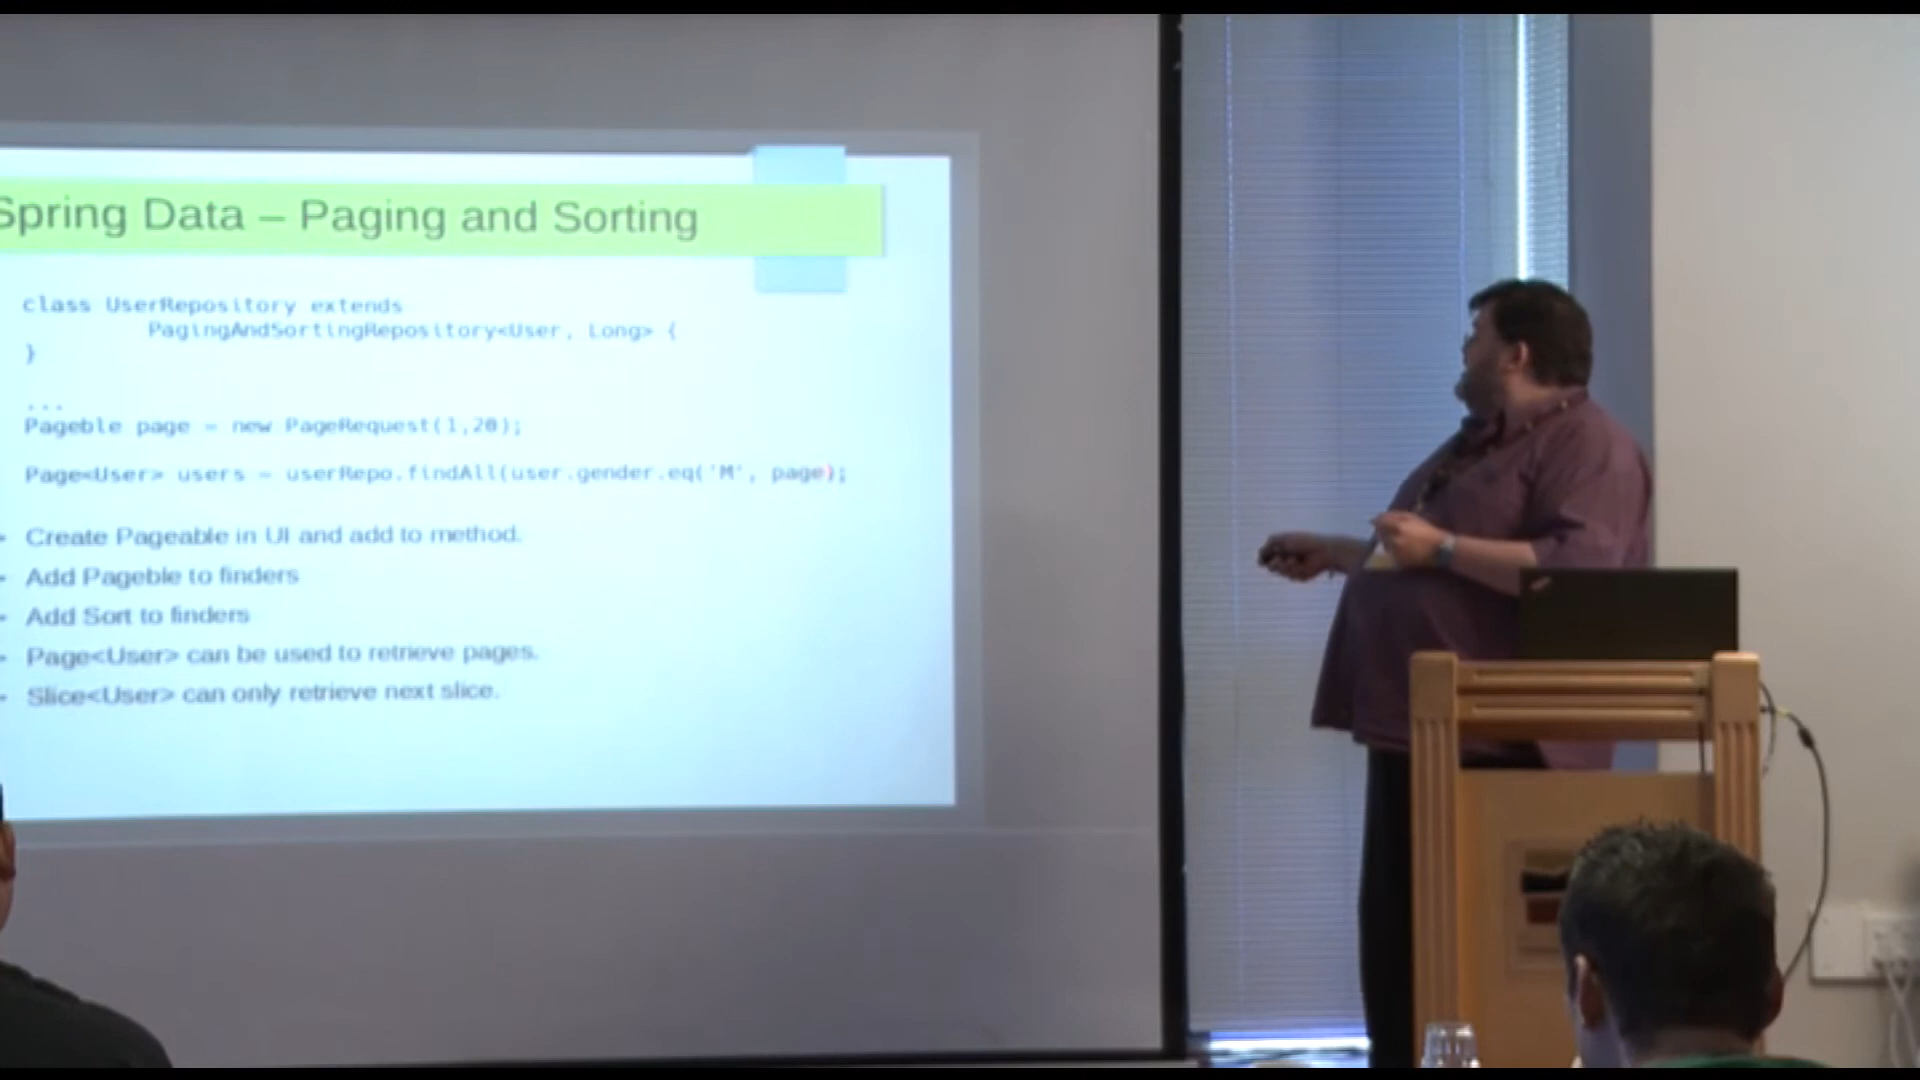 Spring Data – Paging and Sorting
class UserRepository extends
PagingAndSortingRepository<User, Long> {
}
...
Pageble page = new PageRequest(1,20);
Page<User> users = userRepo.findAll(user.gender.eq('M', page);
- Create Pageable in UI and add to method.
- Add Pageble to finders
- Add Sort to finders
- Page<User> can be used to retrieve pages.
- Slice<User> can only retrieve next slice.